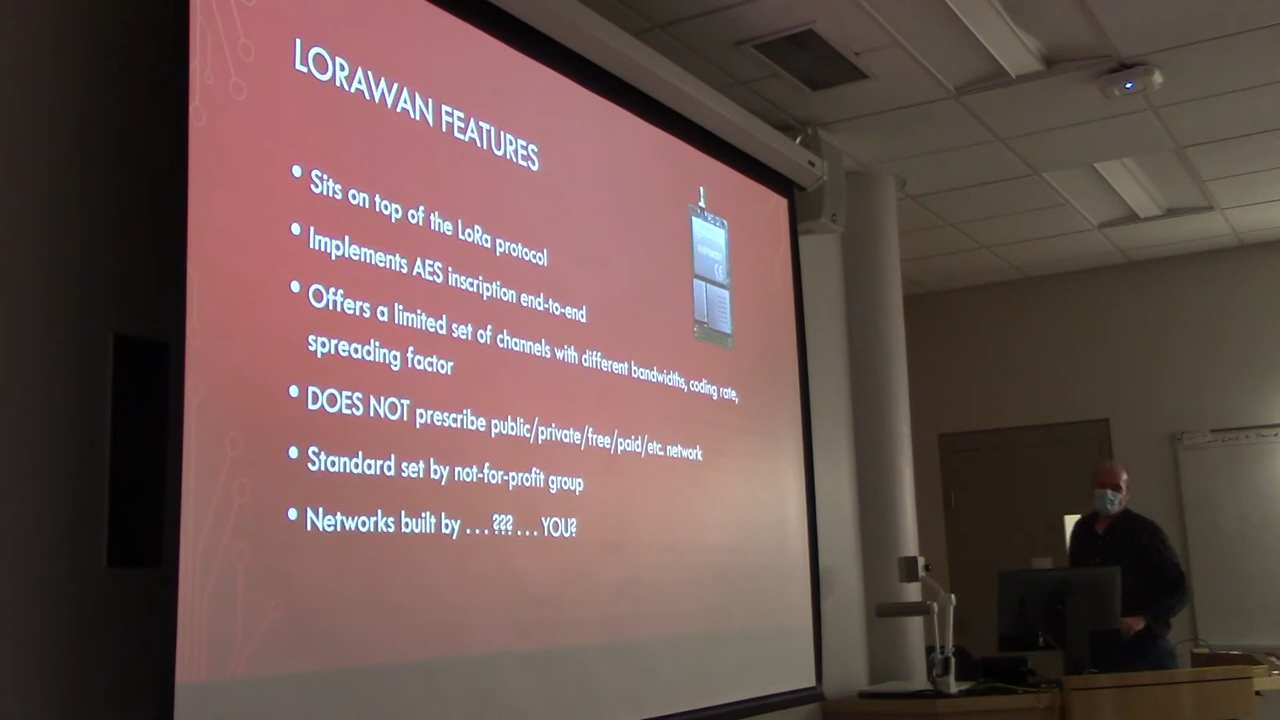 LORAWAN FEATURES
• Sits on top of the LoRa protocol
• Implements AES inscription end-to-end
• Offers a limited set of channels with different bandwidths, coding rate,
spreading factor
• DOES NOT prescribe public/private/free/paid/etc. network
• Standard set by not-for-profit group
• Networks built by ... ??? ... YOU?
CE